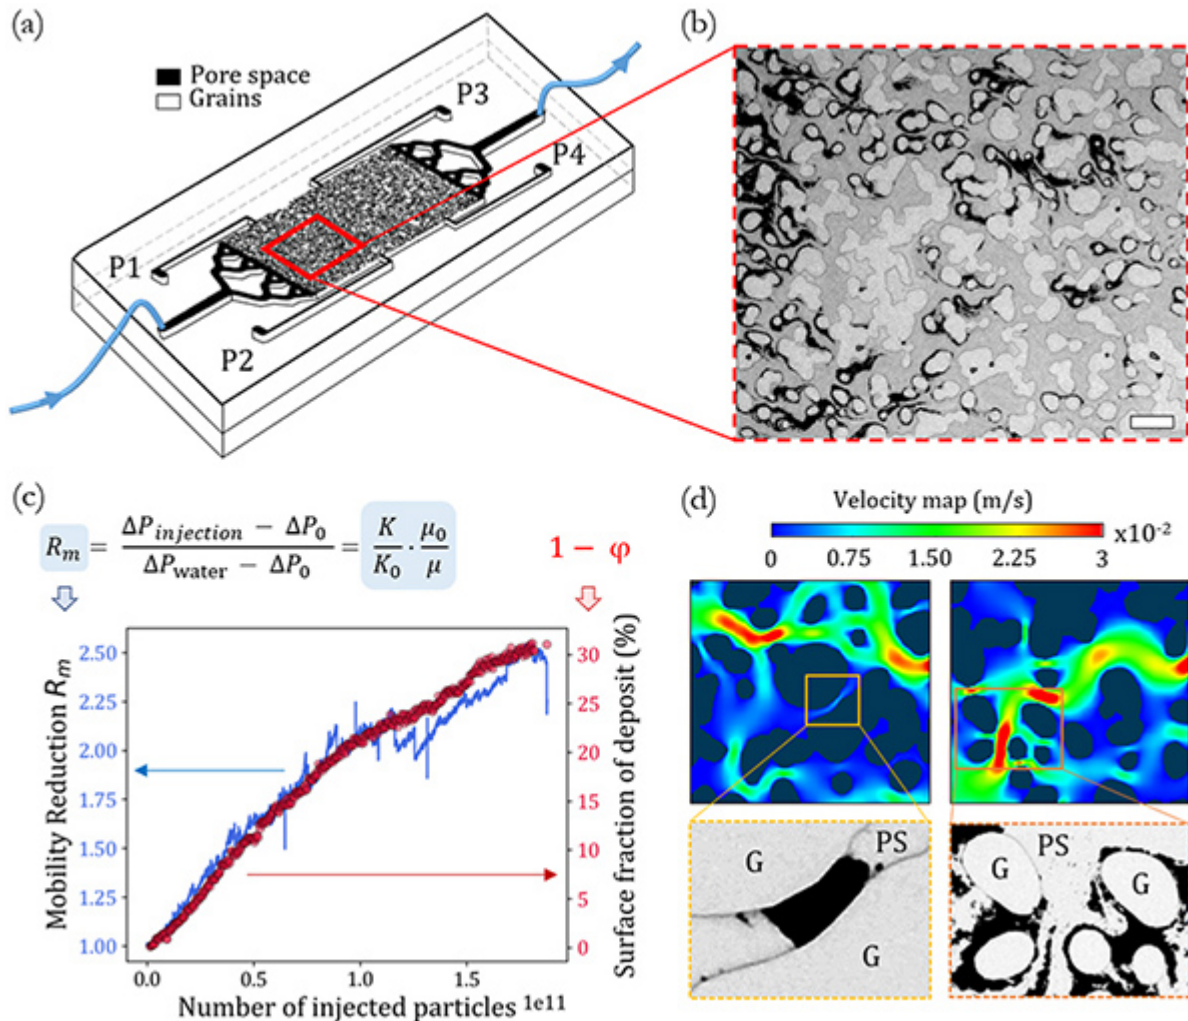 (a)
Pore space
Grains
P3
P4
P1
P2
(b)
(c)
R_m = (ΔP_injection − ΔP_0) / (ΔP_water − ΔP_0) = K/K_0 · μ_0/μ
1 − φ
Mobility Reduction R_m
2.50
2.25
2.00
1.75
1.50
1.25
1.00
0.0 0.5 1.0 1.5
Number of injected particles 1e11
30
25
20
15
10
5
0
Surface fraction of deposit (%)
(d)
Velocity map (m/s)
x10⁻²
0 0.75 1.50 2.25 3
G
PS
G
G
PS
G